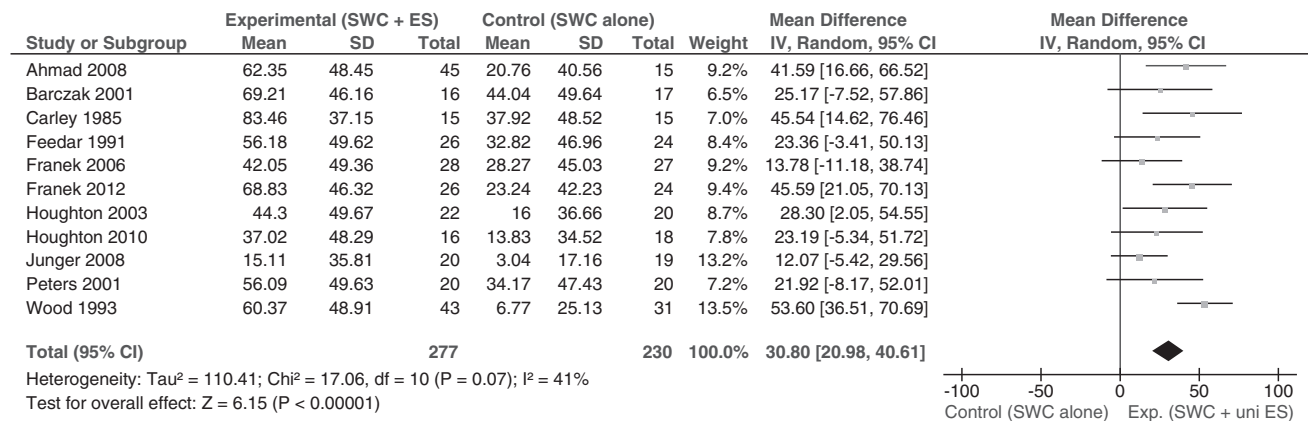 Experimental (SWC + ES) Control (SWC alone) Mean Difference Mean Difference
Study or Subgroup Mean SD Total Mean SD Total Weight IV, Random, 95% CI IV, Random, 95% CI
Ahmad 2008 62.35 48.45 45 20.76 40.56 15 9.2% 41.59 [16.66, 66.52]
Barczak 2001 69.21 46.16 16 44.04 49.64 17 6.5% 25.17 [-7.52, 57.86]
Carley 1985 83.46 37.15 15 37.92 48.52 15 7.0% 45.54 [14.62, 76.46]
Feedar 1991 56.18 49.62 26 32.82 46.96 24 8.4% 23.36 [-3.41, 50.13]
Franek 2006 42.05 49.36 28 28.27 45.03 27 9.2% 13.78 [-11.18, 38.74]
Franek 2012 68.83 46.32 26 23.24 42.23 24 9.4% 45.59 [21.05, 70.13]
Houghton 2003 44.3 49.67 22 16 36.66 20 8.7% 28.30 [2.05, 54.55]
Houghton 2010 37.02 48.29 16 13.83 34.52 18 7.8% 23.19 [-5.34, 51.72]
Junger 2008 15.11 35.81 20 3.04 17.16 19 13.2% 12.07 [-5.42, 29.56]
Peters 2001 56.09 49.63 20 34.17 47.43 20 7.2% 21.92 [-8.17, 52.01]
Wood 1993 60.37 48.91 43 6.77 25.13 31 13.5% 53.60 [36.51, 70.69]
Total (95% CI) 277 230 100.0% 30.80 [20.98, 40.61]
Heterogeneity: Tau² = 110.41; Chi² = 17.06, df = 10 (P = 0.07); I² = 41%
Test for overall effect: Z = 6.15 (P < 0.00001)
-100 -50 0 50 100
Control (SWC alone) Exp. (SWC + uni ES)